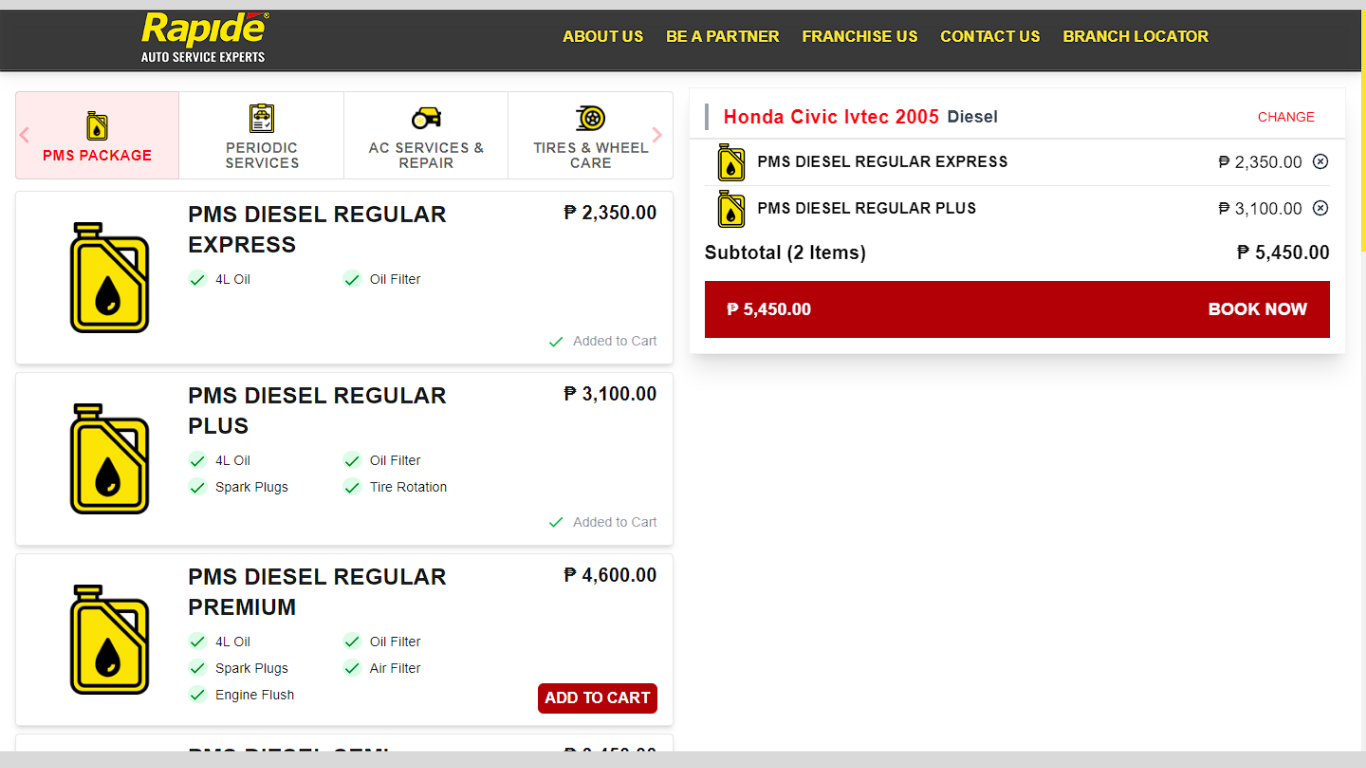 Rapidé®
AUTO SERVICE EXPERTS
ABOUT US
BE A PARTNER
FRANCHISE US
CONTACT US
BRANCH LOCATOR
PMS PACKAGE
PERIODIC
SERVICES
AC SERVICES &
REPAIR
TIRES & WHEEL
CARE
PMS DIESEL REGULAR
EXPRESS
₱ 2,350.00
4L Oil
Oil Filter
Added to Cart
PMS DIESEL REGULAR
PLUS
₱ 3,100.00
4L Oil
Oil Filter
Spark Plugs
Tire Rotation
Added to Cart
PMS DIESEL REGULAR
PREMIUM
₱ 4,600.00
4L Oil
Oil Filter
Spark Plugs
Air Filter
Engine Flush
ADD TO CART
PMS DIESEL SEMI
Honda Civic Ivtec 2005 Diesel
CHANGE
PMS DIESEL REGULAR EXPRESS
₱ 2,350.00
PMS DIESEL REGULAR PLUS
₱ 3,100.00
Subtotal (2 Items)
₱ 5,450.00
₱ 5,450.00
BOOK NOW